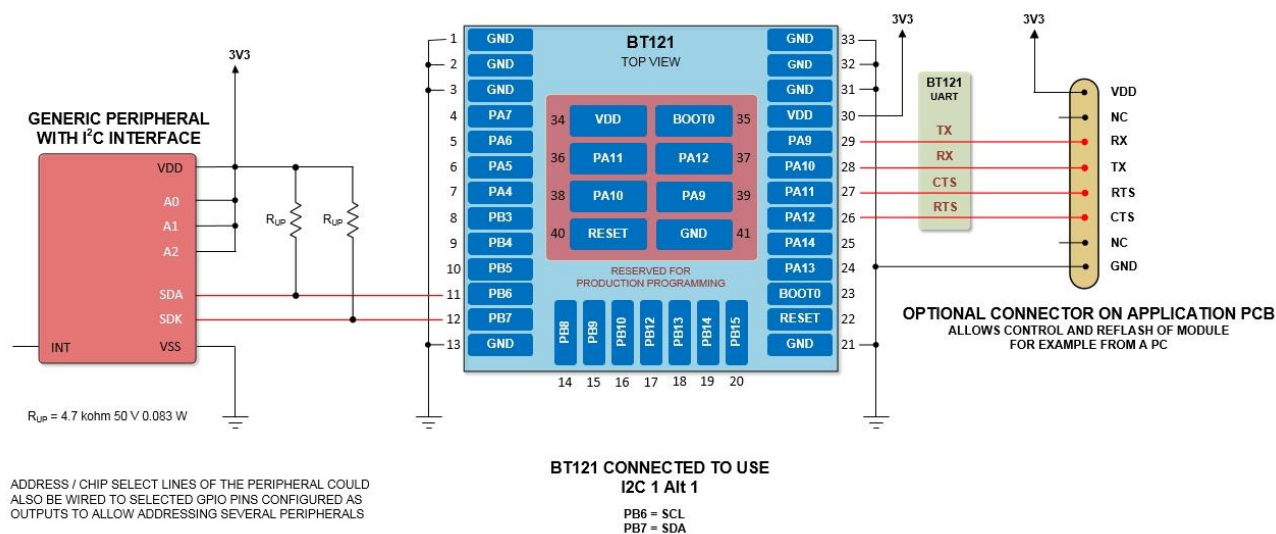 3V3
GENERIC PERIPHERAL
WITH I²C INTERFACE
VDD
A0
A1
A2
SDA
SDK
INT
VSS
R_UP
R_UP
R_UP = 4.7 kohm 50 V 0.083 W
ADDRESS / CHIP SELECT LINES OF THE PERIPHERAL COULD
ALSO BE WIRED TO SELECTED GPIO PINS CONFIGURED AS
OUTPUTS TO ALLOW ADDRESSING SEVERAL PERIPHERALS
BT121
TOP VIEW
1 GND
2 GND
3 GND
4 PA7
5 PA6
6 PA5
7 PA4
8 PB3
9 PB4
10 PB5
11 PB6
12 PB7
13 GND
34 VDD BOOT0 35
36 PA11 PA12 37
38 PA10 PA9 39
40 RESET GND 41
RESERVED FOR
PRODUCTION PROGRAMMING
PB8 PB9 PB10 PB12 PB13 PB14 PB15
14 15 16 17 18 19 20
GND 33
GND 32
GND 31
VDD 30
PA9 29
PA10 28
PA11 27
PA12 26
PA14 25
PA13 24
BOOT0 23
RESET 22
GND 21
3V3
BT121
UART
TX
RX
CTS
RTS
3V3
VDD
NC
RX
TX
RTS
CTS
NC
GND
OPTIONAL CONNECTOR ON APPLICATION PCB
ALLOWS CONTROL AND REFLASH OF MODULE
FOR EXAMPLE FROM A PC
BT121 CONNECTED TO USE
I2C 1 Alt 1
PB6 = SCL
PB7 = SDA